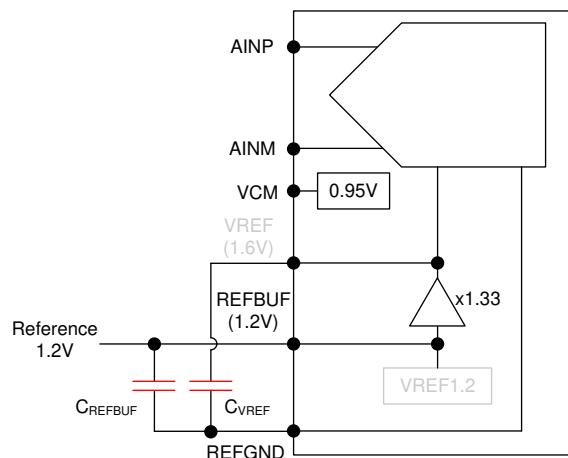 AINP
AINM
VCM
0.95V
VREF
(1.6V)
REFBUF
(1.2V)
x1.33
Reference
1.2V
VREF1.2
CREFBUF
CVREF
REFGND